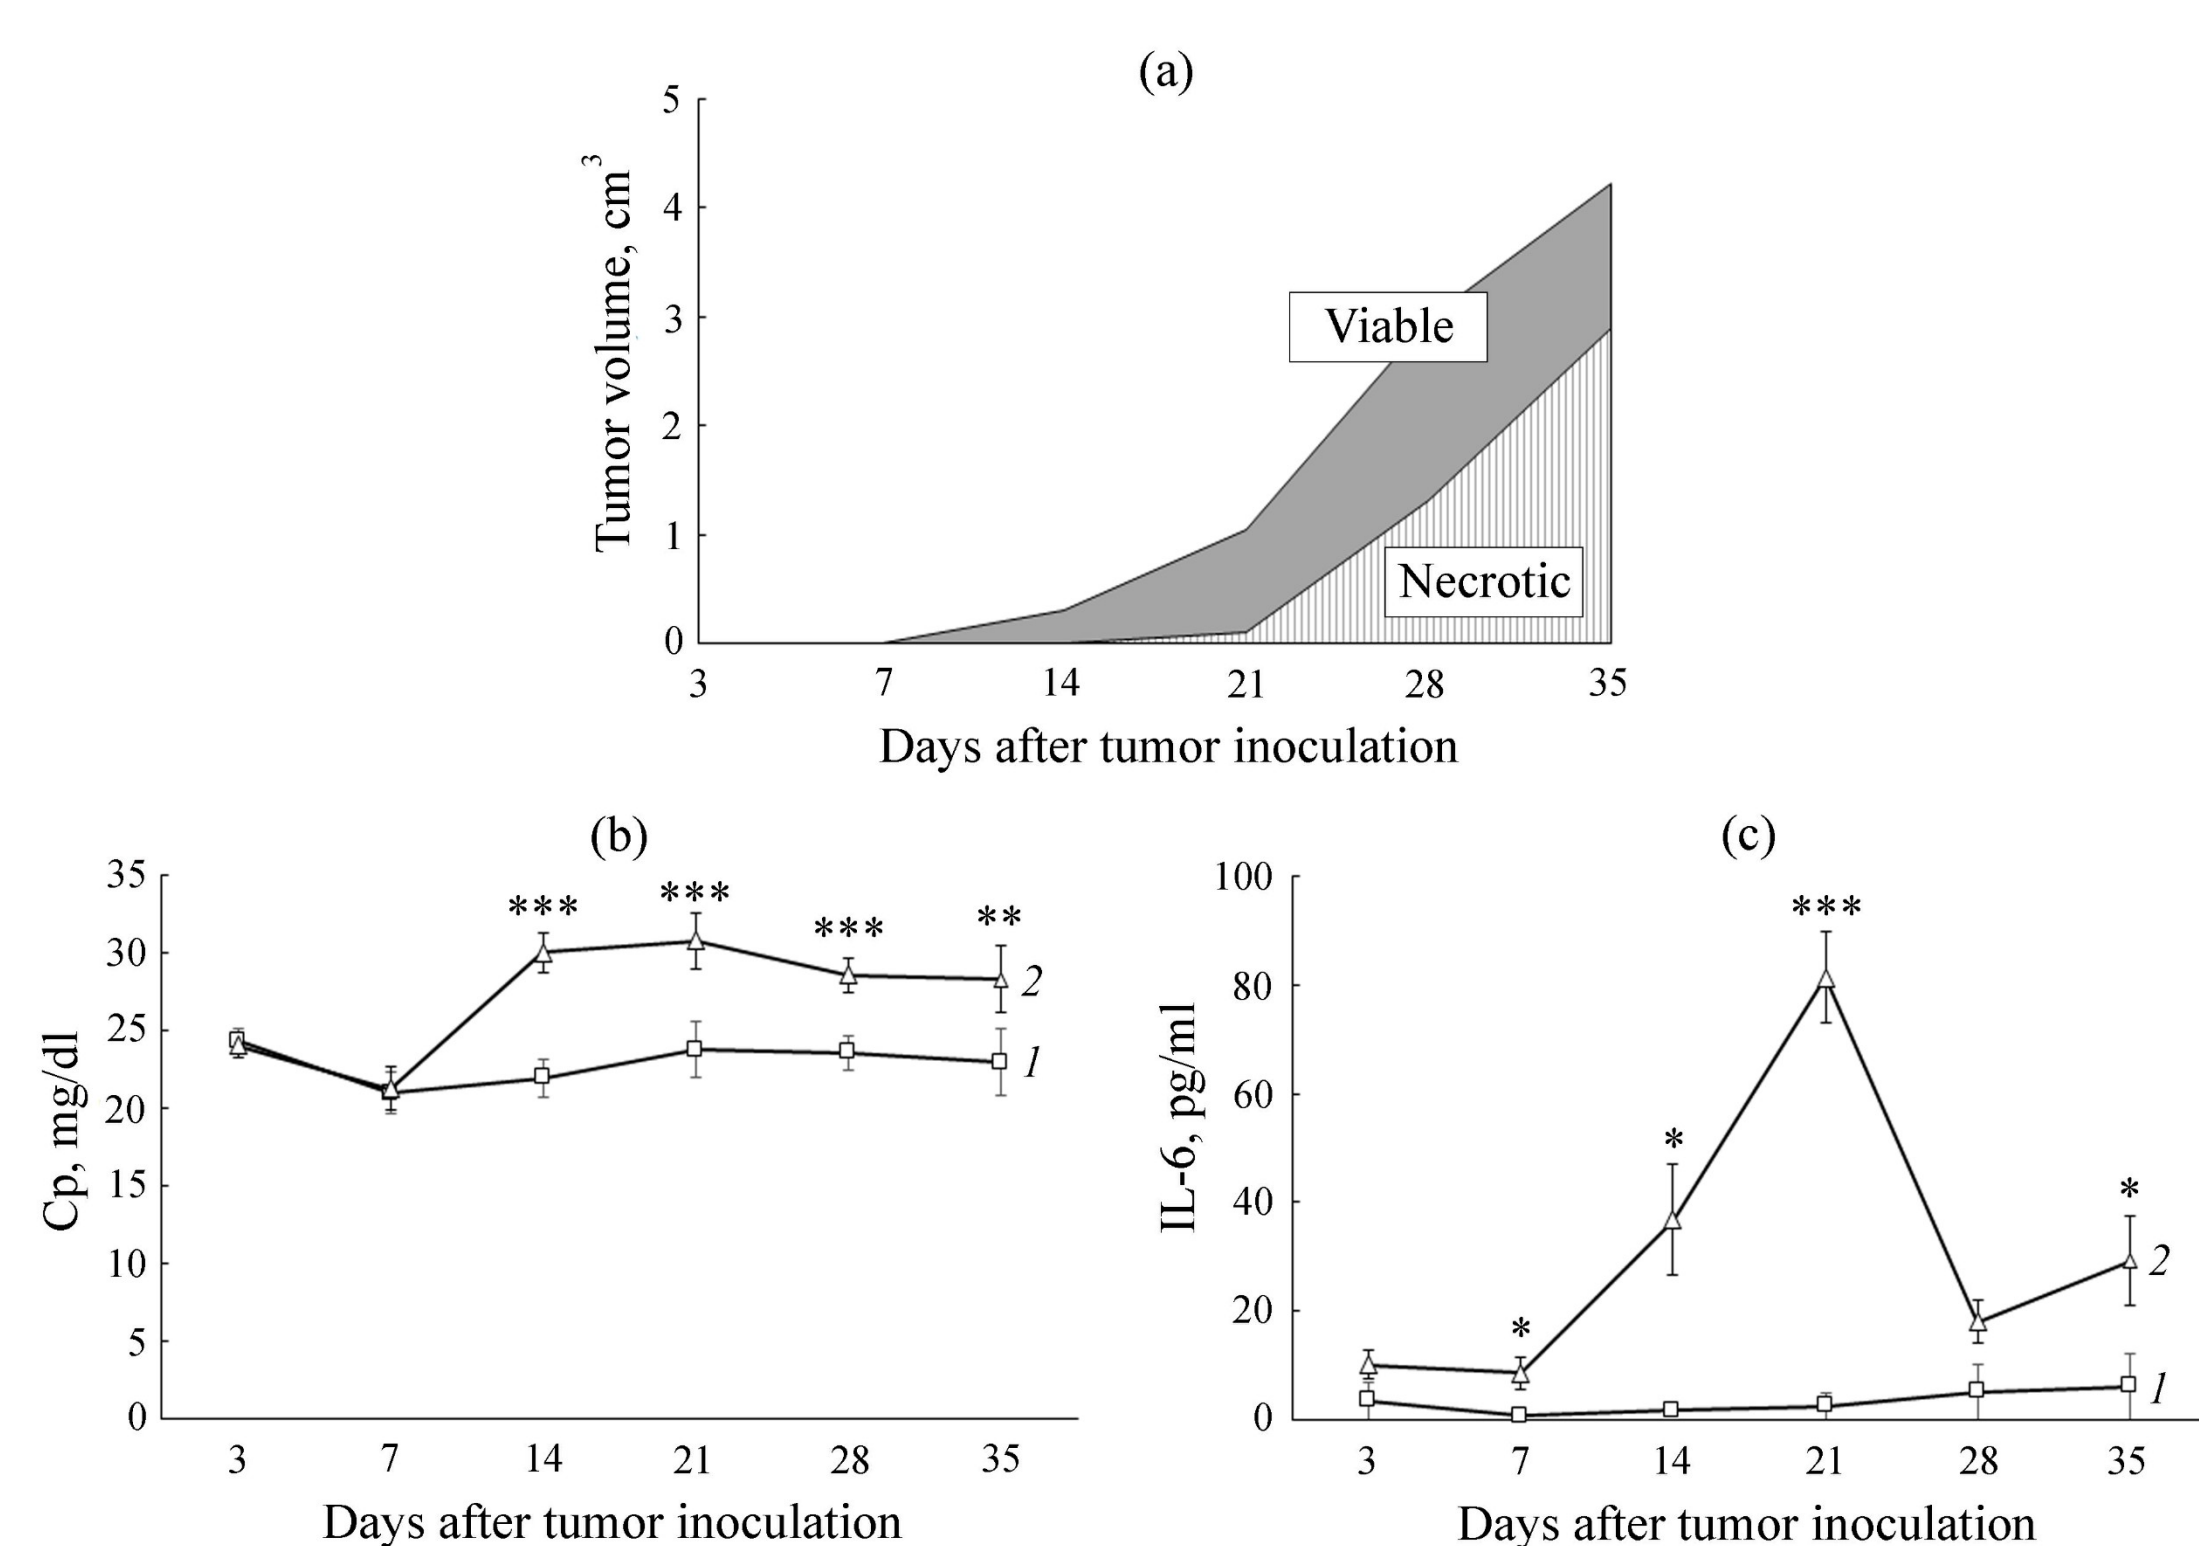 (a)
Tumor volume, cm3
5
4
3
2
1
0
Viable
Necrotic
3 7 14 21 28 35
Days after tumor inoculation
(b)
Cp, mg/dl
35
30
25
20
15
10
5
0
*** *** *** **
2
1
3 7 14 21 28 35
Days after tumor inoculation
(c)
IL-6, pg/ml
100
80
60
40
20
0
* * *** *
2
1
3 7 14 21 28 35
Days after tumor inoculation